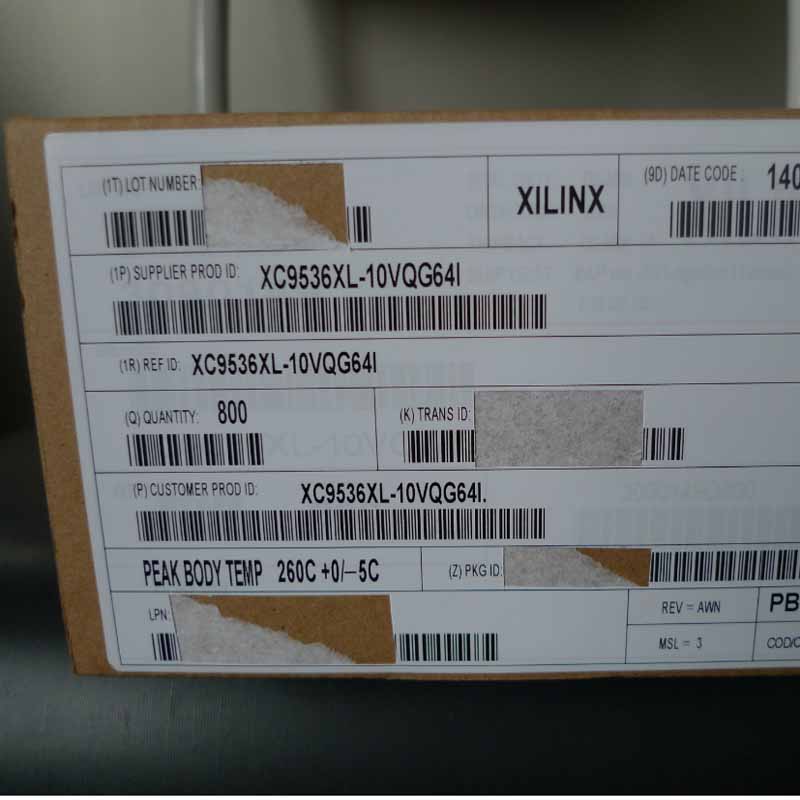 (1T) LOT NUMBER:
XILINX
(9D) DATE CODE : 140
(1P) SUPPLIER PROD ID: XC9536XL-10VQG64I
(1R) REF ID: XC9536XL-10VQG64I
(Q) QUANTITY: 800
(K) TRANS ID:
(P) CUSTOMER PROD ID: XC9536XL-10VQG64I.
PEAK BODY TEMP 260C +0/-5C
(Z) PKG ID:
LPN:
REV = AWN
PB
MSL = 3
COD/C